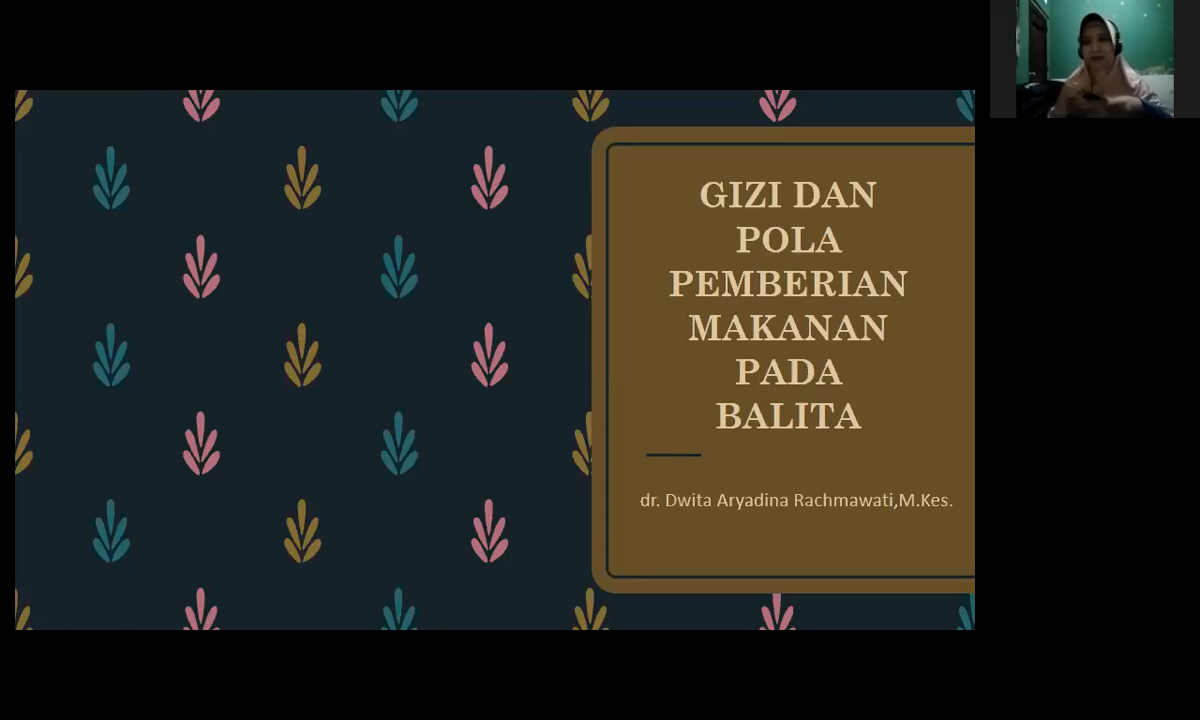 GIZI DAN
POLA
PEMBERIAN
MAKANAN
PADA
BALITA
dr. Dwita Aryadina Rachmawati,M.Kes.